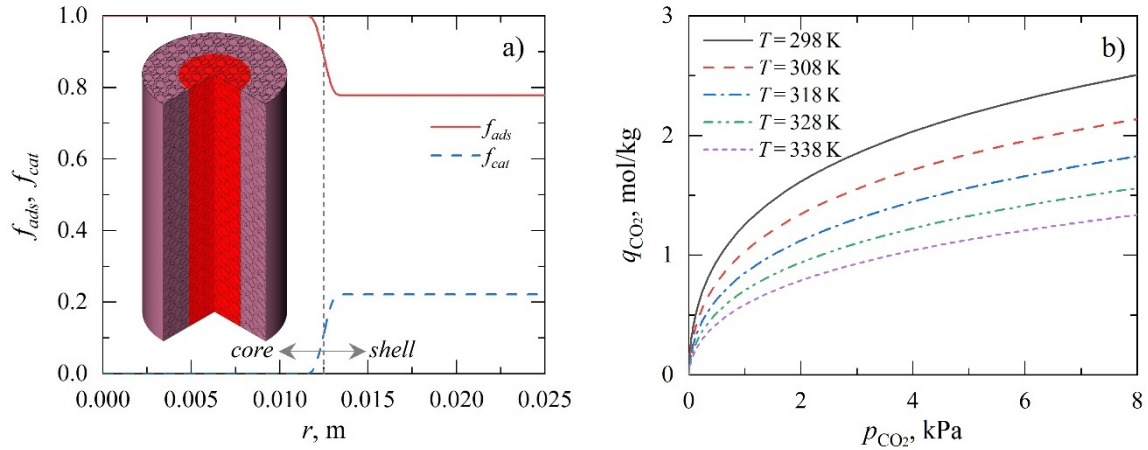 a)
1.0
0.8
0.6
0.4
0.2
0.0
f_ads, f_cat
f_ads
f_cat
core
shell
0.000
0.005
0.010
0.015
0.020
0.025
r, m
b)
T = 298 K
T = 308 K
T = 318 K
T = 328 K
T = 338 K
3
2
1
0
q_CO₂, mol/kg
0
2
4
6
8
p_CO₂, kPa